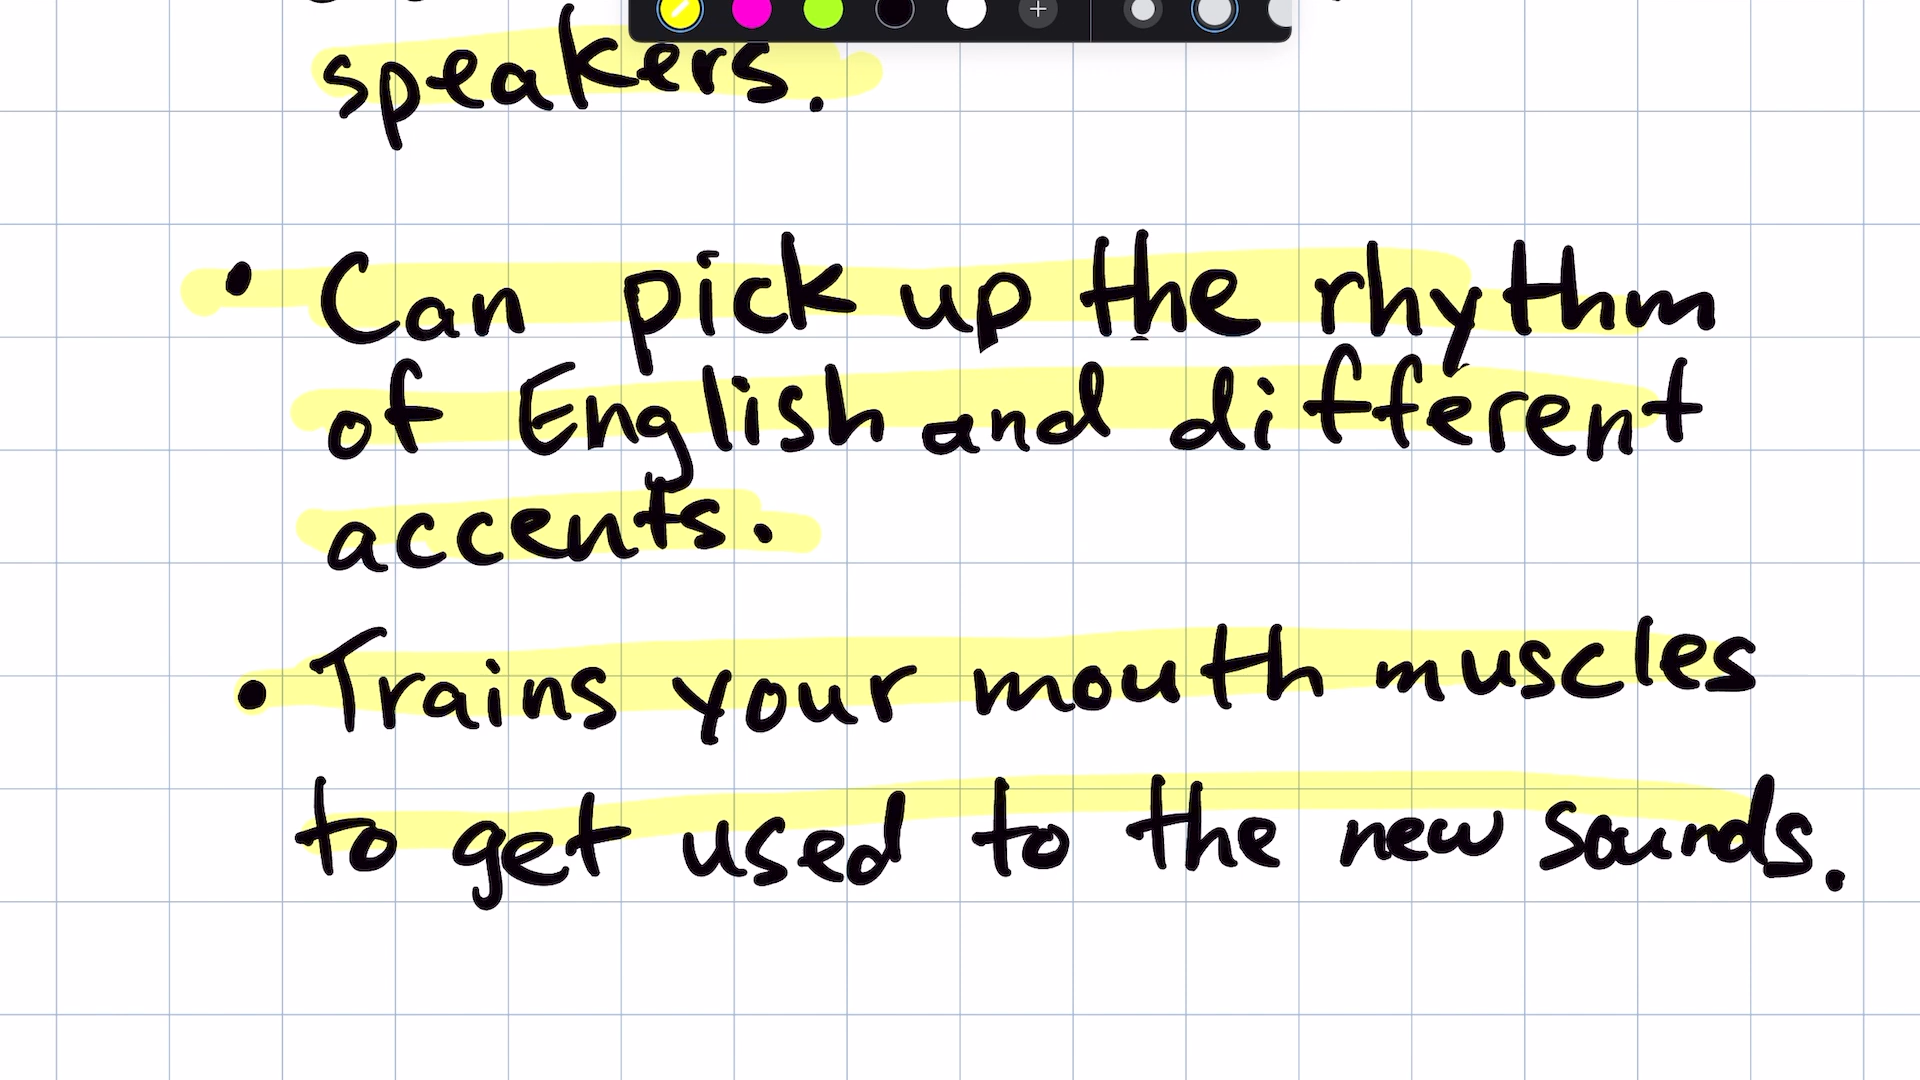 speakers.
• Can pick up the rhythm
of English and different
accents.
• Trains your mouth muscles
to get used to the new sounds.